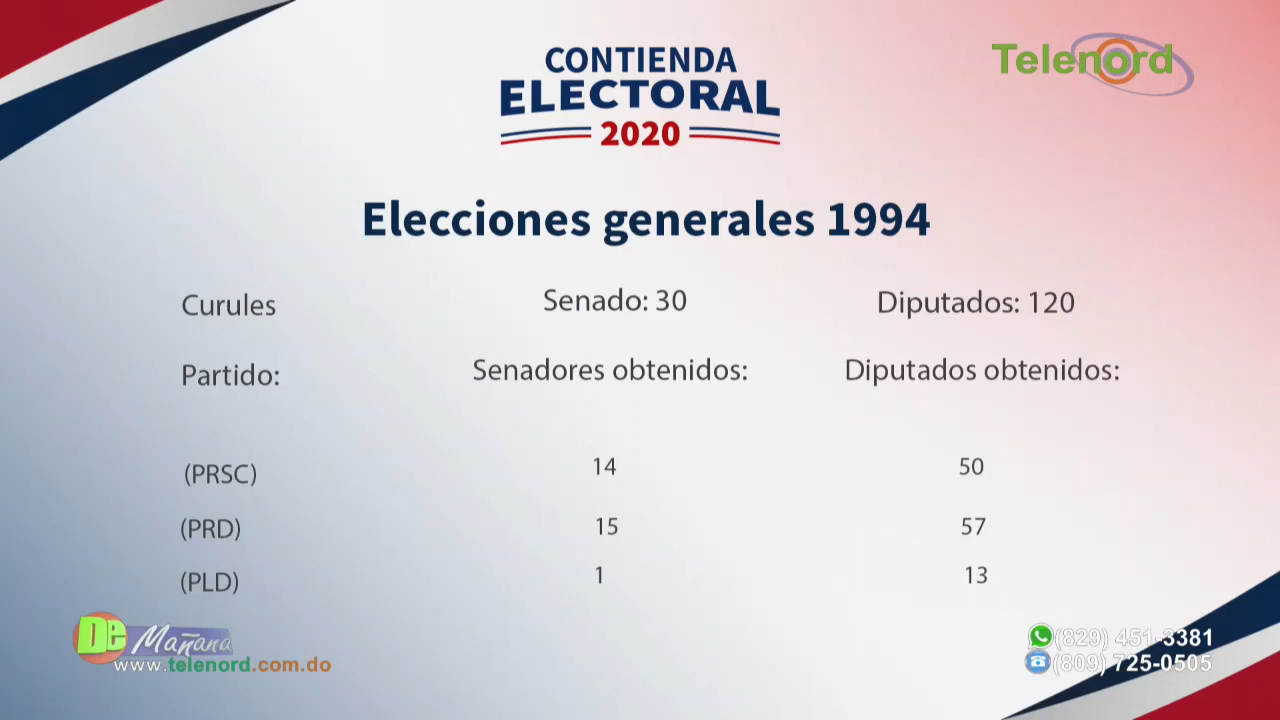 CONTIENDA
ELECTORAL
2020
Telenord
Elecciones generales 1994
Curules Senado: 30 Diputados: 120
Partido: Senadores obtenidos: Diputados obtenidos:
(PRSC) 14 50
(PRD) 15 57
(PLD) 1 13
De Mañana
www.telenord.com.do
(829) 451-3381
(809) 725-0505